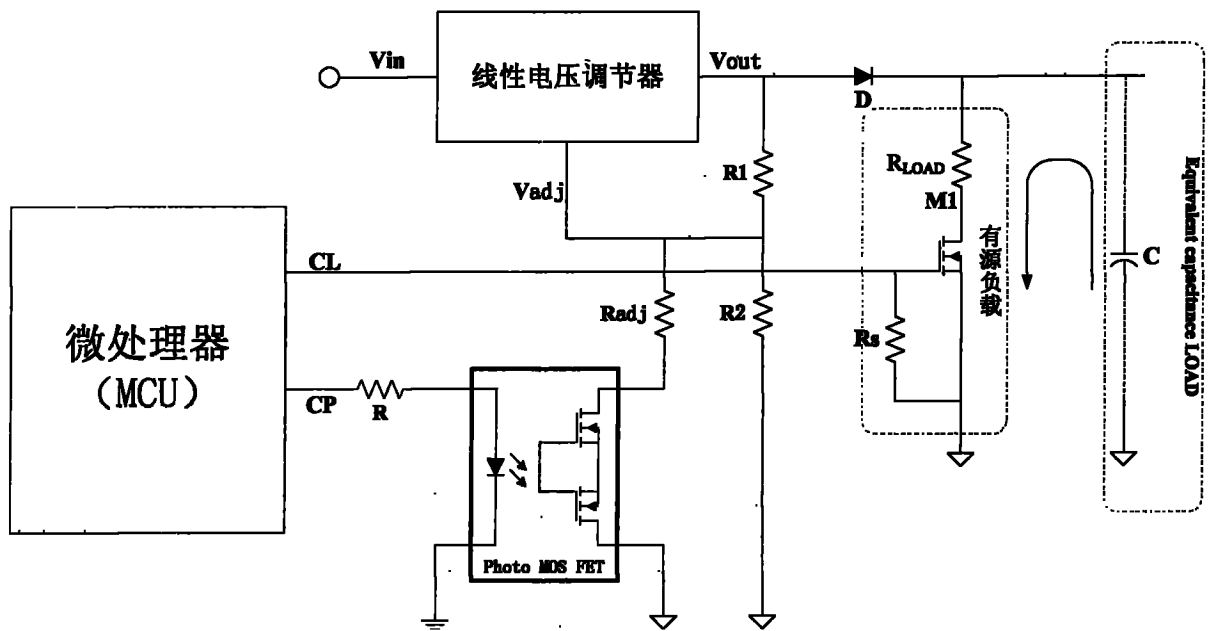 Vin
线性电压调节器
Vout
D
R1
RLOAD
M1
Vadj
有源负载
CL
C
Radj
R2
Rs
微处理器
（MCU）
CP
R
Photo MOS FET
Equivalent capacitance LOAD